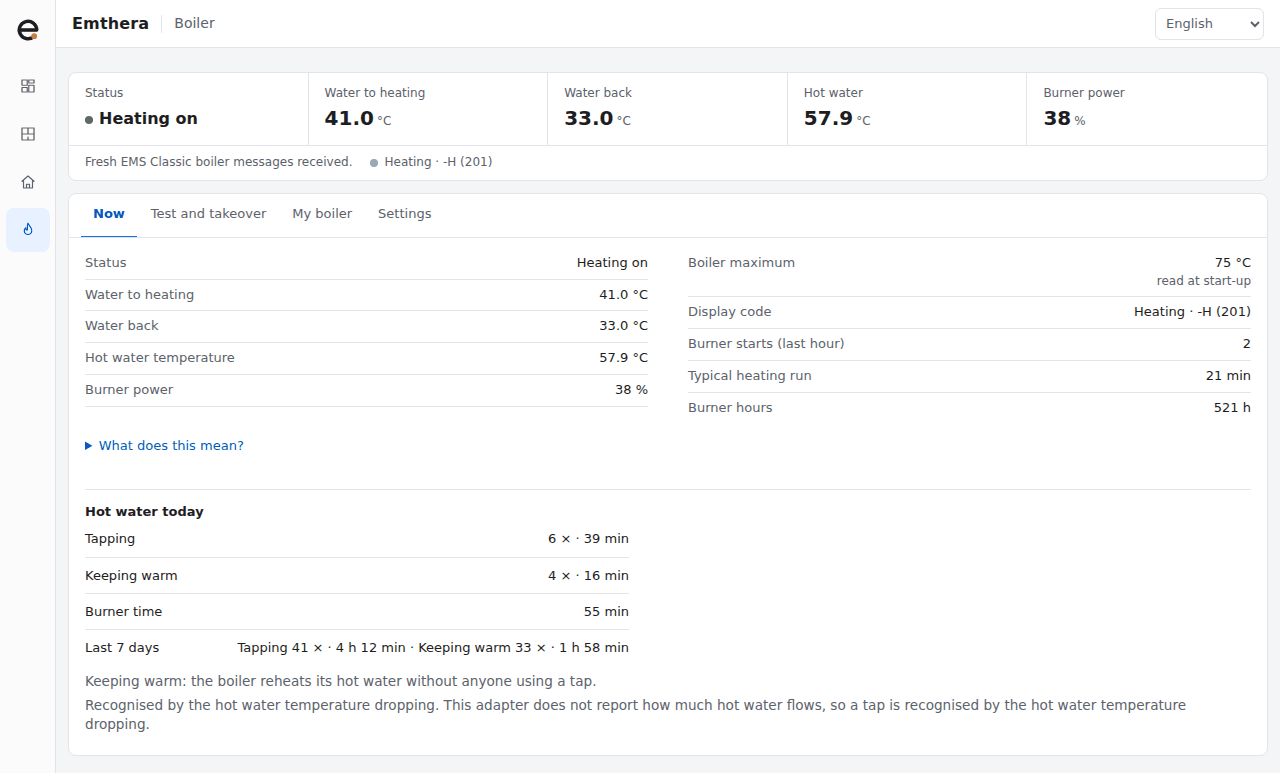 Emthera
Boiler
English
Status
Heating on
Water to heating
41.0 °C
Water back
33.0 °C
Hot water
57.9 °C
Burner power
38 %
Fresh EMS Classic boiler messages received.
Heating · -H (201)
Now
Test and takeover
My boiler
Settings
Status
Heating on
Water to heating
41.0 °C
Water back
33.0 °C
Hot water temperature
57.9 °C
Burner power
38 %
Boiler maximum
75 °C
read at start-up
Display code
Heating · -H (201)
Burner starts (last hour)
2
Typical heating run
21 min
Burner hours
521 h
What does this mean?
Hot water today
Tapping
6 × · 39 min
Keeping warm
4 × · 16 min
Burner time
55 min
Last 7 days
Tapping 41 × · 4 h 12 min · Keeping warm 33 × · 1 h 58 min
Keeping warm: the boiler reheats its hot water without anyone using a tap.
Recognised by the hot water temperature dropping. This adapter does not report how much hot water flows, so a tap is recognised by the hot water temperature
dropping.